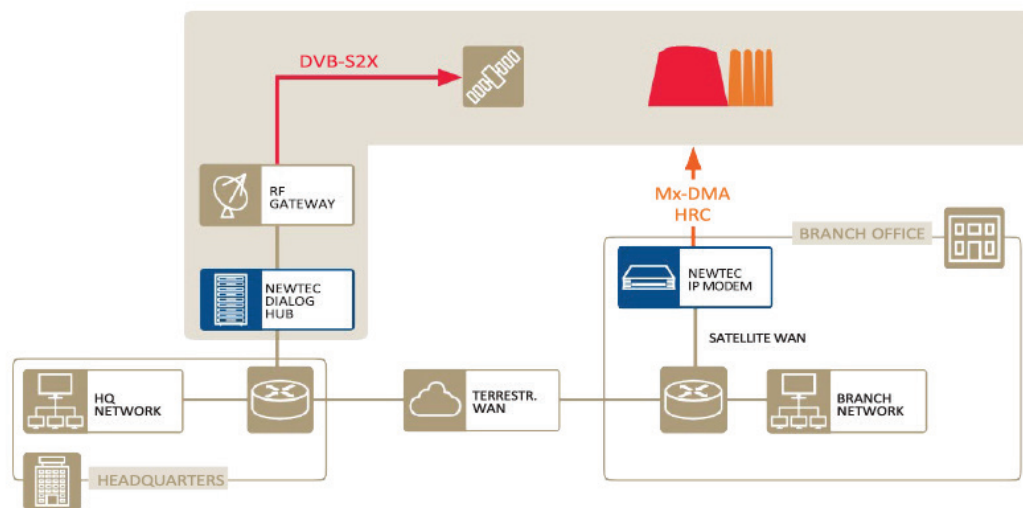 DVB-S2X
RF
GATEWAY
Mx-DMA
HRC
BRANCH OFFICE
NEWTEC
DIALOG
HUB
NEWTEC
IP MODEM
SATELLITE WAN
HQ
NETWORK
TERRESTR.
WAN
BRANCH
NETWORK
HEADQUARTERS